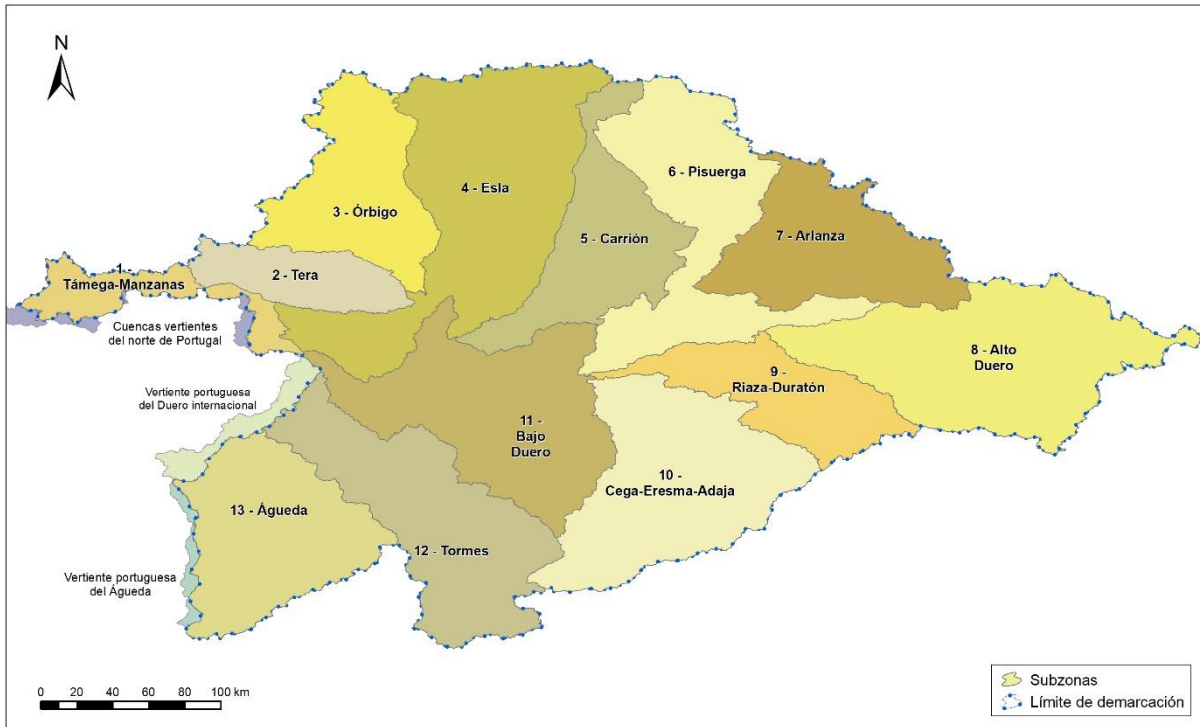 N
4 - Esla
6 - Pisuerga
3 - Órbigo
5 - Carrión
7 - Arlanza
1 -
Támega-Manzanas
2 - Tera
Cuencas vertientes
del norte de Portugal
8 - Alto
Duero
9 -
Riaza-Duratón
Vertiente portuguesa
del Duero internacional
11 -
Bajo
Duero
10 -
Cega-Eresma-Adaja
13 - Águeda
12 - Tormes
Vertiente portuguesa
del Águeda
0 20 40 60 80 100 km
Subzonas
Límite de demarcación